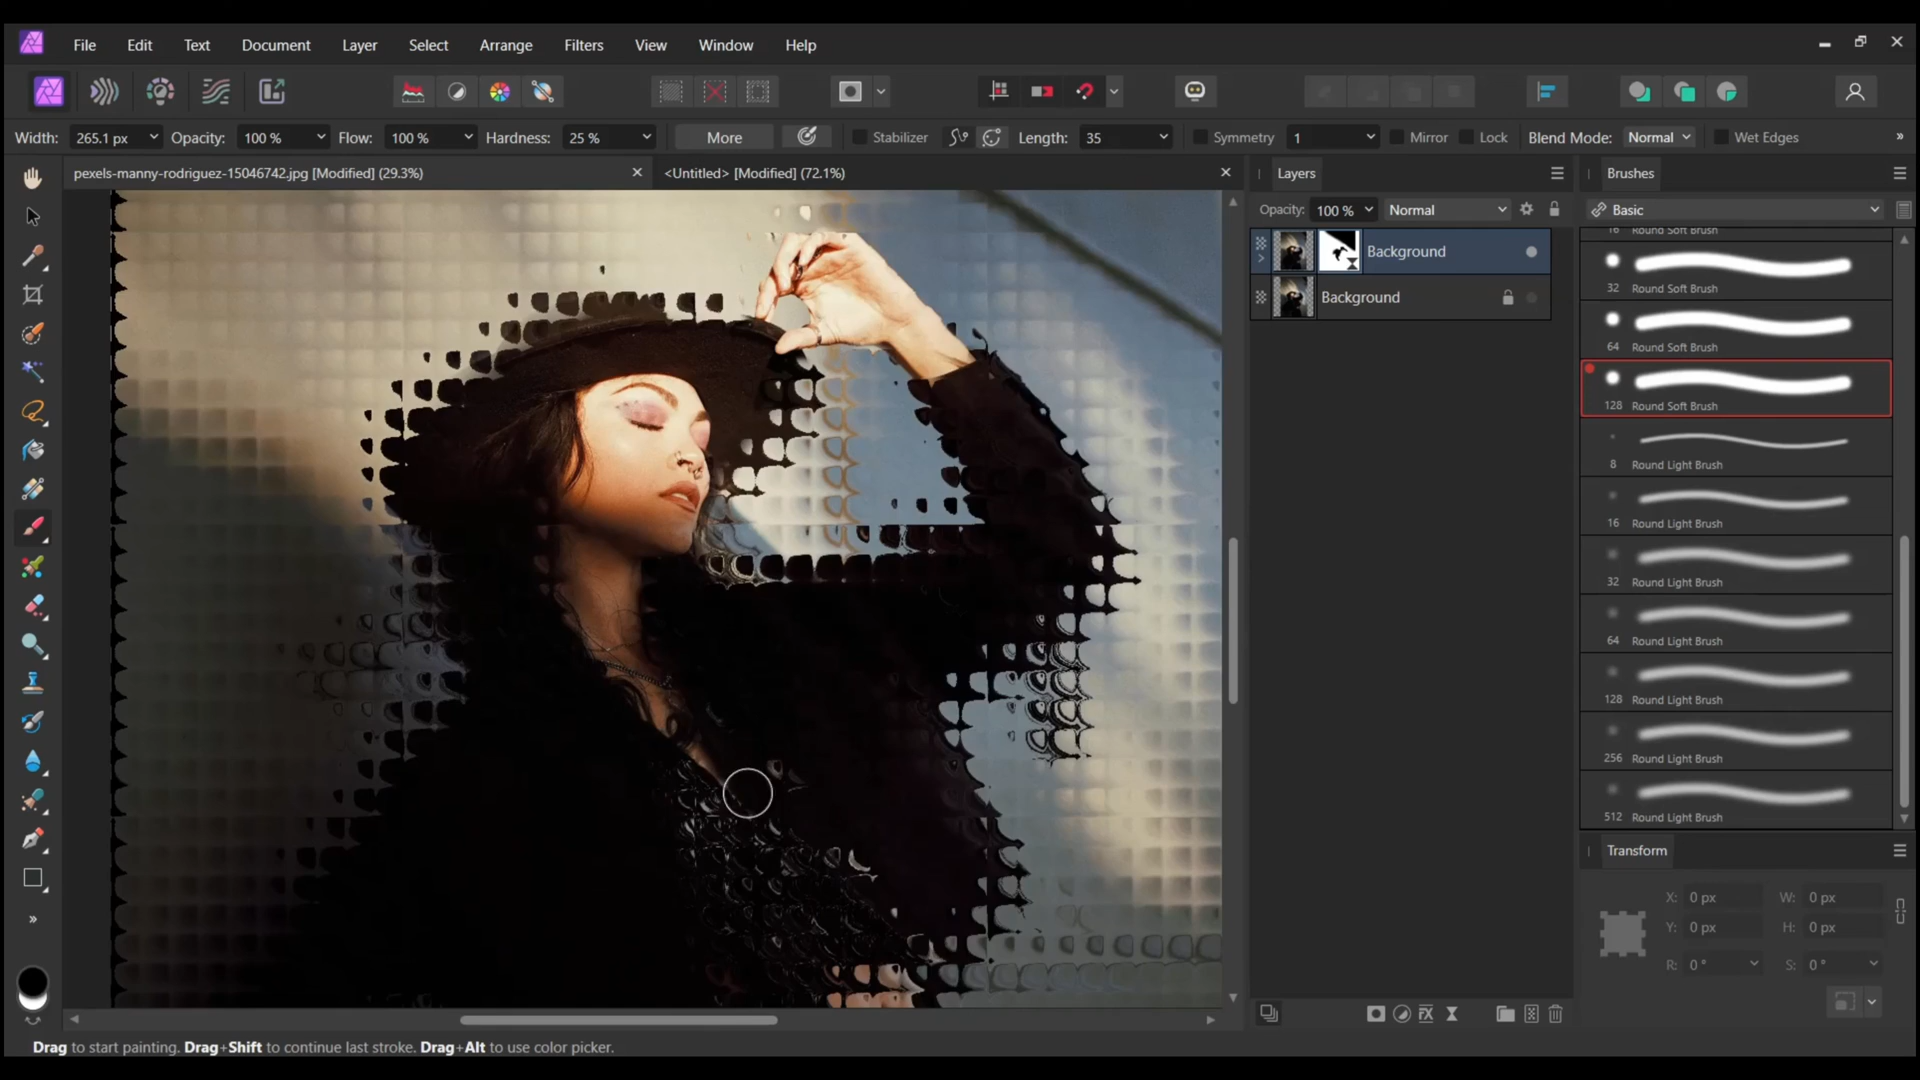 File Edit Text Document Layer Select Arrange Filters View Window Help
Width: 265.1 px Opacity: 100 % Flow: 100 % Hardness: 25 % More Stabilizer Length: 35 Symmetry 1 Mirror Lock Blend Mode: Normal Wet Edges »
pexels-manny-rodriguez-15046742.jpg [Modified] (29.3%) <Untitled> [Modified] (72.1%)
Layers
Opacity: 100 % Normal
Background
Background
Brushes
Basic
16 Round Soft Brush
32 Round Soft Brush
64 Round Soft Brush
128 Round Soft Brush
8 Round Light Brush
16 Round Light Brush
32 Round Light Brush
64 Round Light Brush
128 Round Light Brush
256 Round Light Brush
512 Round Light Brush
Transform
X: 0 px W: 0 px
Y: 0 px H: 0 px
R: 0 ° S: 0 °
Drag to start painting. Drag+Shift to continue last stroke. Drag+Alt to use color picker.